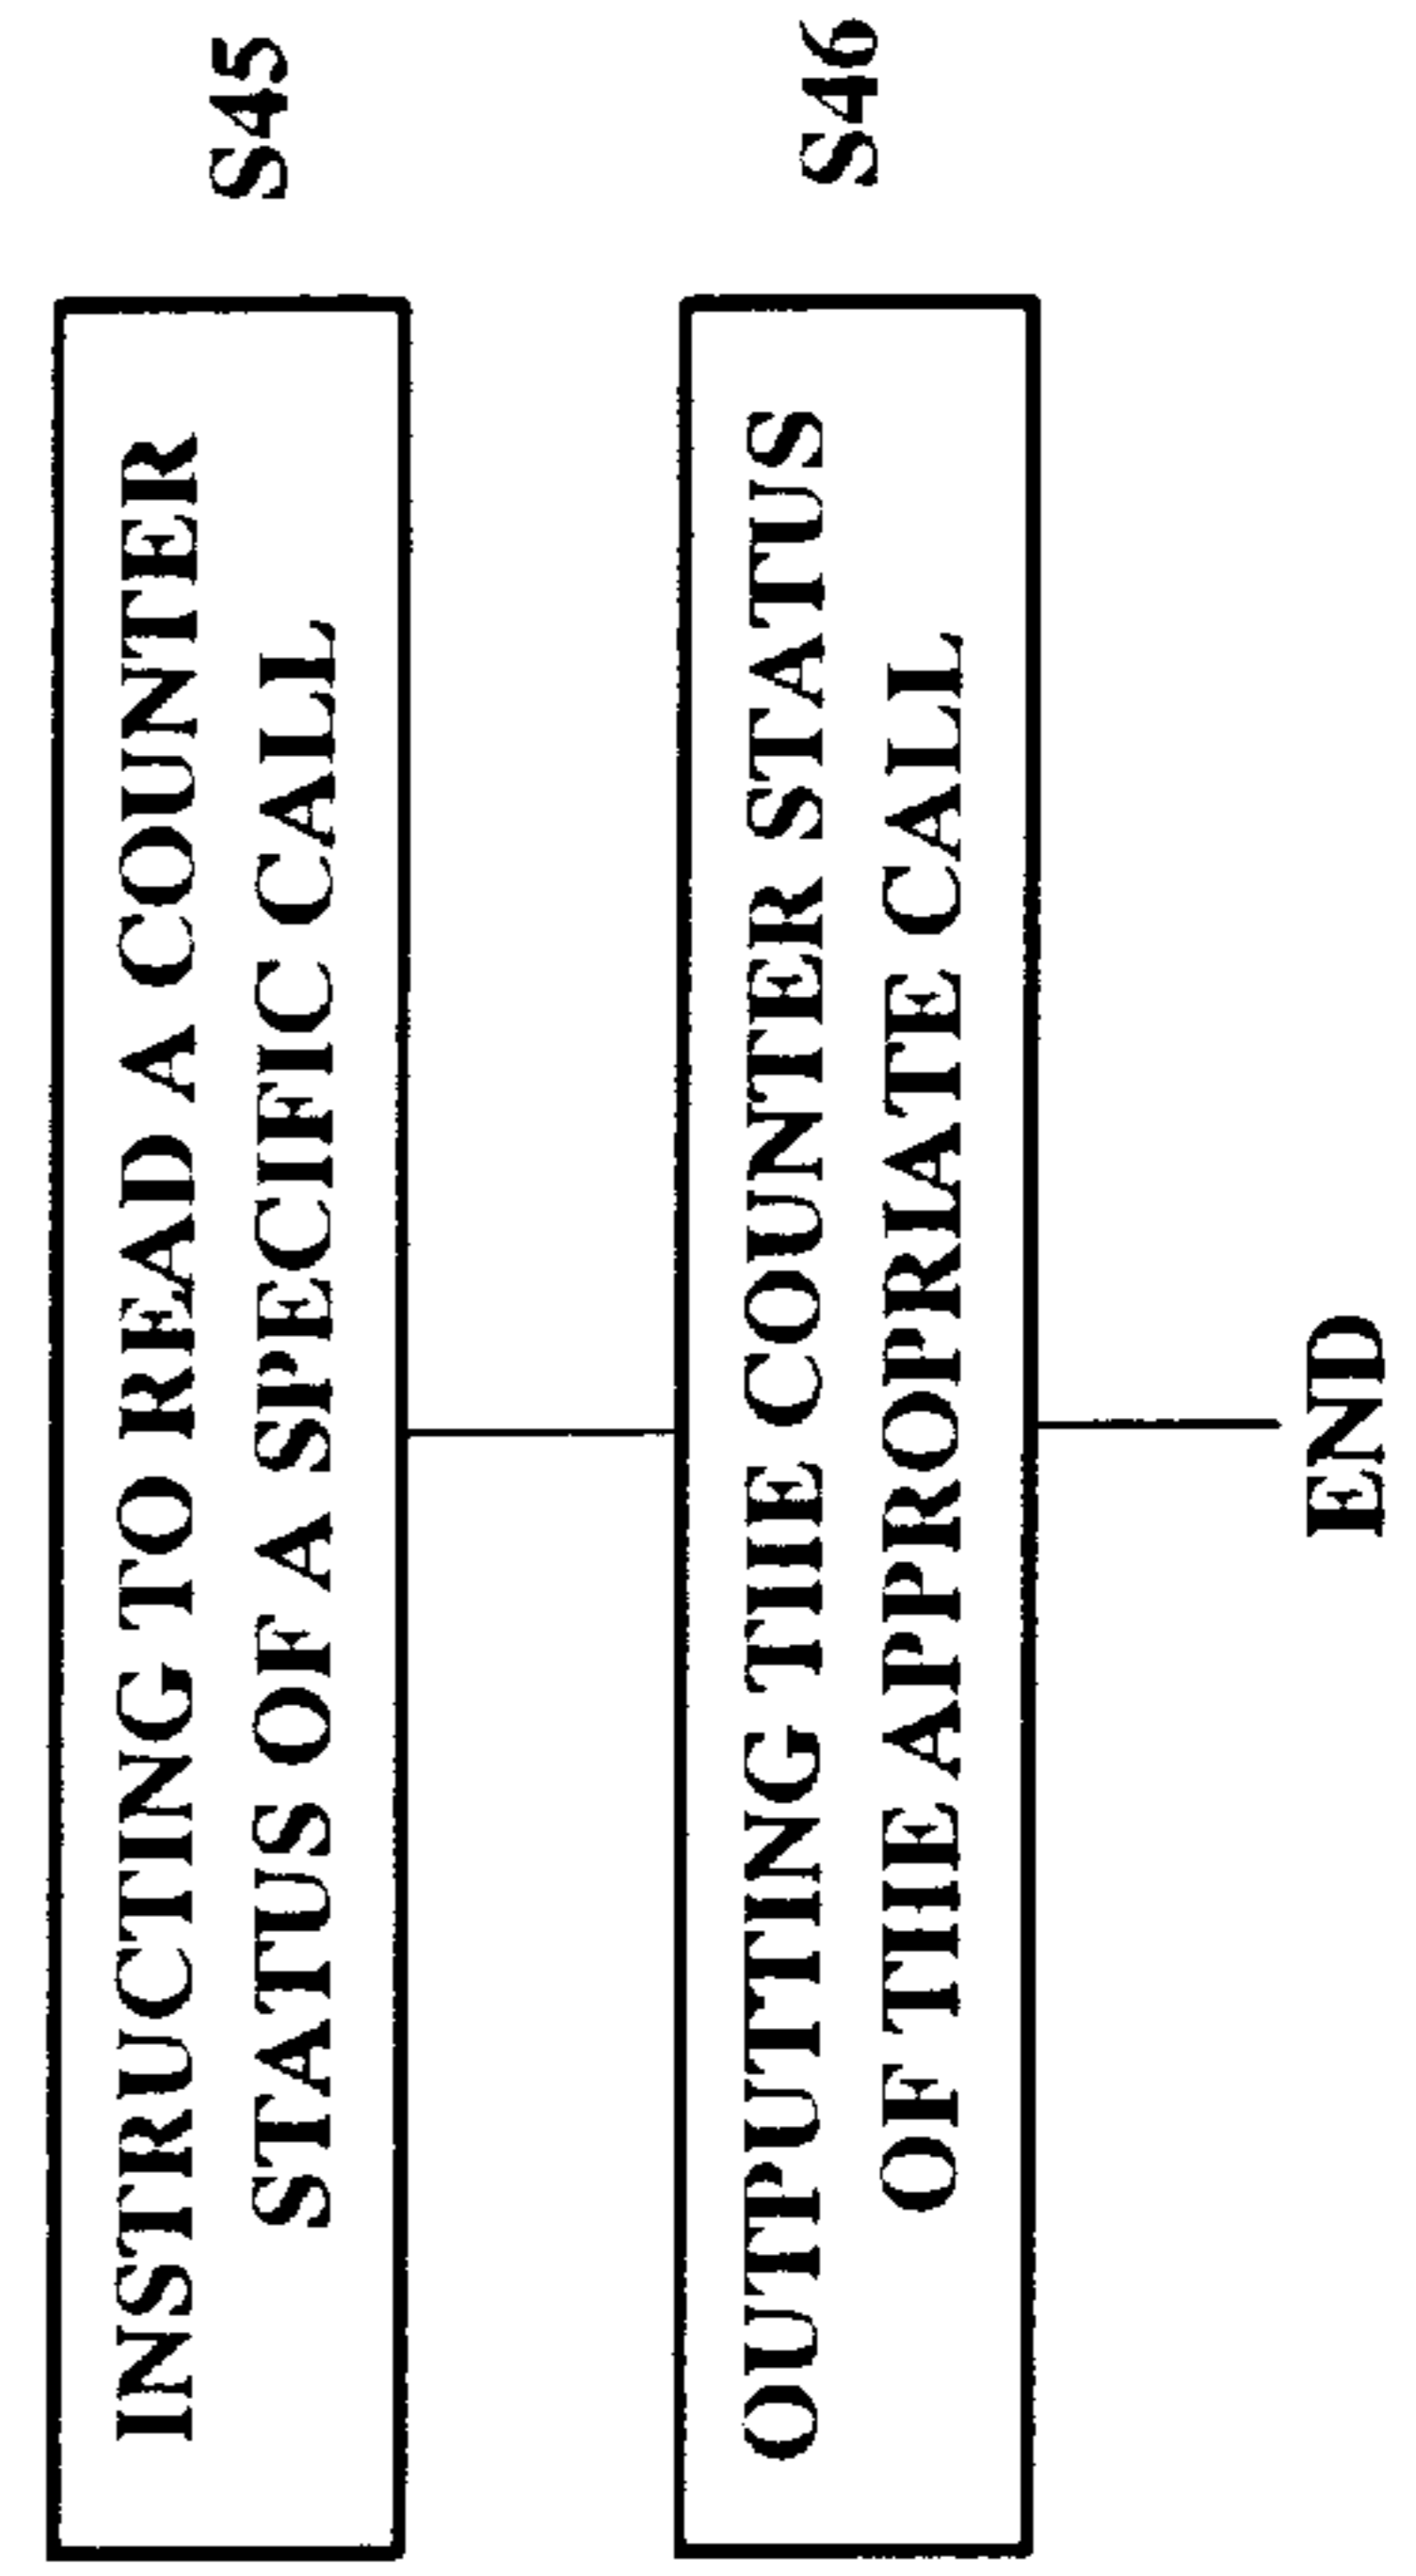 INSTRUCTING TO READ A COUNTER
STATUS OF A SPECIFIC CALL
S45
OUTPUTTING THE COUNTER STATUS
OF THE APPROPRIATE CALL
S46
END